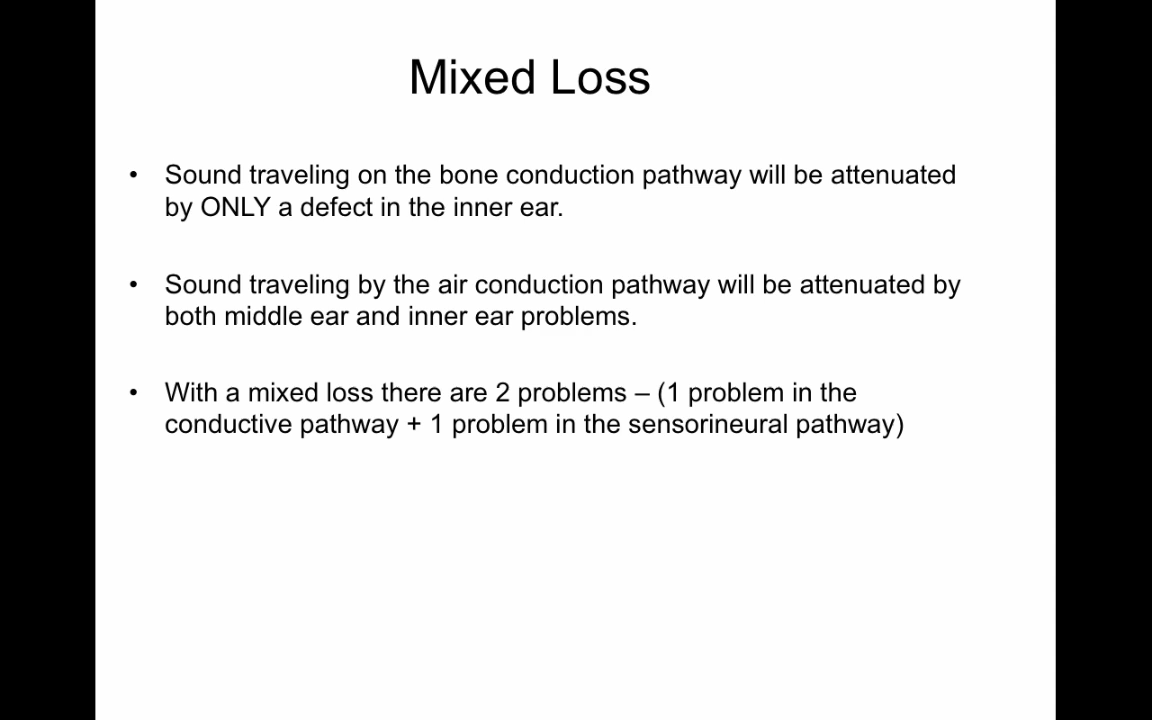 Mixed Loss
• Sound traveling on the bone conduction pathway will be attenuated
by ONLY a defect in the inner ear.
• Sound traveling by the air conduction pathway will be attenuated by
both middle ear and inner ear problems.
• With a mixed loss there are 2 problems – (1 problem in the
conductive pathway + 1 problem in the sensorineural pathway)